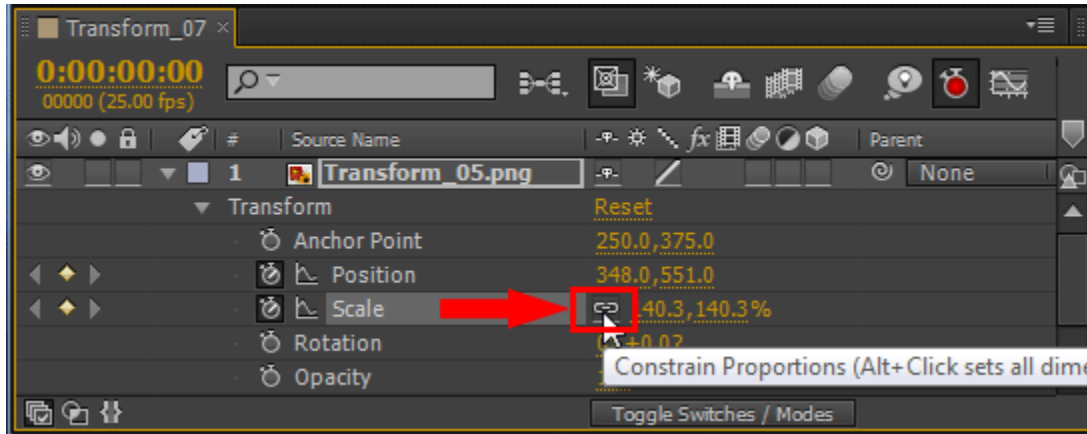 Transform_07 ×
0:00:00:00
00000 (25.00 fps)
# Source Name fx Parent
1 Transform_05.png None
Transform Reset
Anchor Point 250.0,375.0
Position 348.0,551.0
Scale 140.3,140.3%
Rotation
Constrain Proportions (Alt+Click sets all dime
Opacity
Toggle Switches / Modes